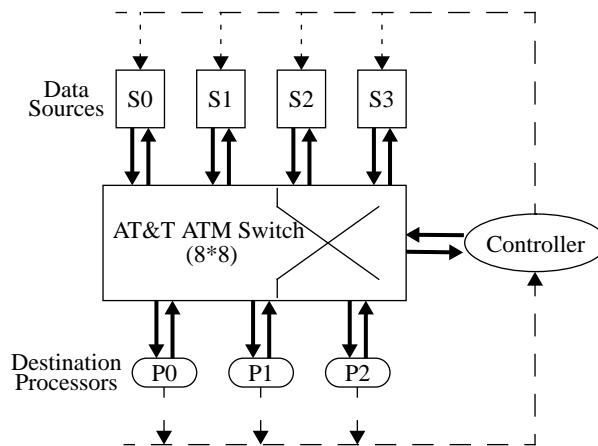 Data
Sources
S0
S1
S2
S3
AT&T ATM Switch
(8*8)
Controller
Destination
Processors
P0
P1
P2